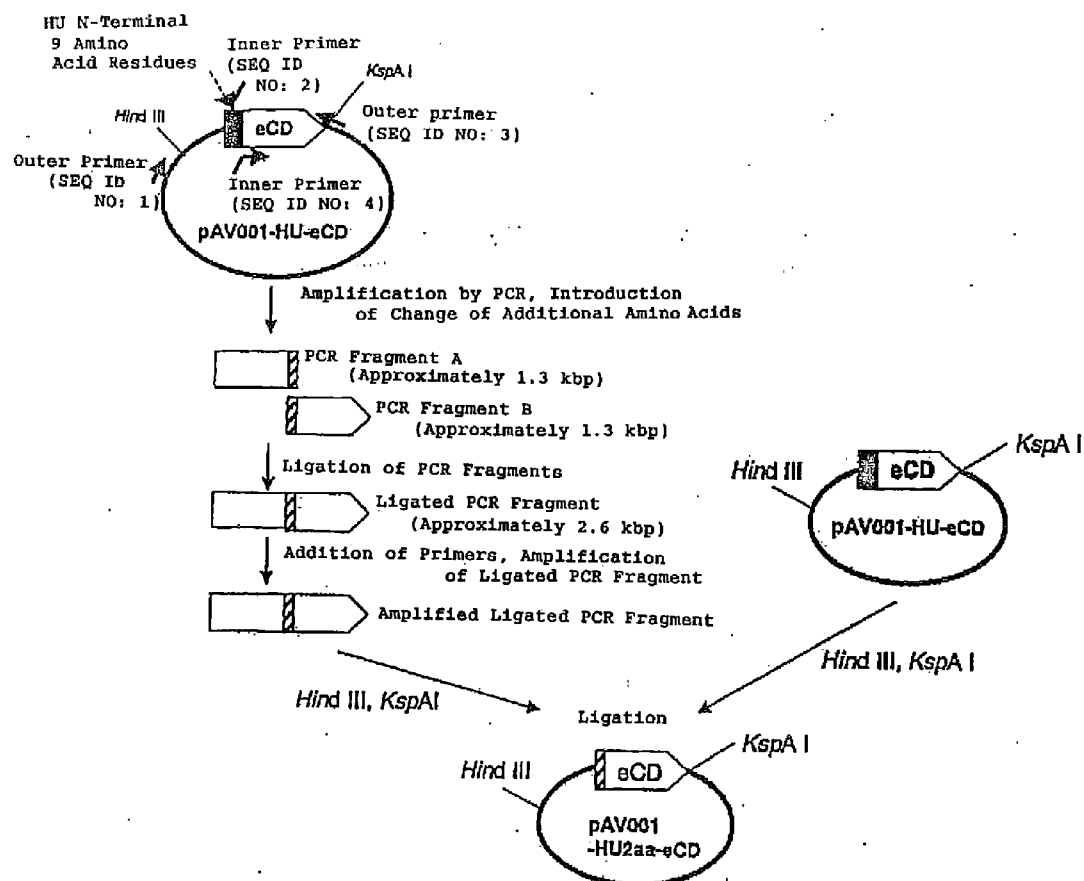 HU N-Terminal
9 Amino
Acid Residues
Inner Primer
(SEQ ID
NO: 2)
KspA I
Hind III
eCD
Outer primer
(SEQ ID NO: 3)
Outer Primer
(SEQ ID
NO: 1)
Inner Primer
(SEQ ID NO: 4)
pAV001-HU-eCD
Amplification by PCR, Introduction
of Change of Additional Amino Acids
PCR Fragment A
(Approximately 1.3 kbp)
PCR Fragment B
(Approximately 1.3 kbp)
Ligation of PCR Fragments
Ligated PCR Fragment
(Approximately 2.6 kbp)
Addition of Primers, Amplification
of Ligated PCR Fragment
Amplified Ligated PCR Fragment
KspA I
Hind III
eCD
pAV001-HU-eCD
Hind III, KspA I
Hind III, KspAI
Ligation
KspA I
Hind III
eCD
pAV001
-HU2aa-eCD